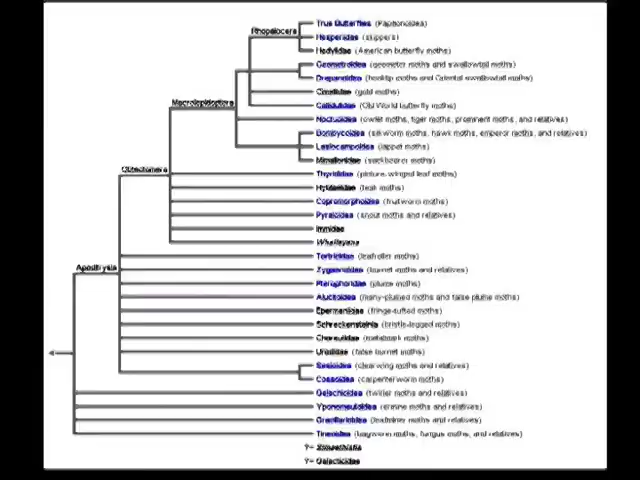 Rhopalocera
True Butterflies (Papilionoidea)
Hesperiidae (skippers)
Hedylidae (American butterfly moths)
Geometroidea (geometer moths and swallowtail moths)
Drepanoidea (hooktip moths and Oriental swallowtail moths)
(gold moths)
Callidulidae (Old World butterfly moths)
Macrolepidoptera
Noctuoidea (owlet moths, tiger moths, prominent moths, and relatives)
Bombycoidea (silkworm moths, hawk moths, emperor moths, and relatives)
Lasiocampoidea (lappet moths)
Mimallonidae (sackbearer moths)
Obtectomera
Thyrididae (picture-winged leaf moths)
Hyblaeidae (teak moths)
Copromorphoidea (fruitworm moths)
Pyraloidea (snout moths and relatives)
Immidae
Whalleyana
Tortricidae (leafroller moths)
Apoditrysia
Zygaenoidea (burnet moths and relatives)
Pterophoridae (plume moths)
Alucitoidea (many-plumed moths and false plume moths)
Epermeniidae (fringe-tufted moths)
Schreckensteinia (bristle-legged moths)
Choreutidae (metalmark moths)
Urodidae (false burnet moths)
Sesioidea (clearwing moths and relatives)
Cossoidea (carpenterworm moths)
Gelechioidea (twirler moths and relatives)
Yponomeutoidea (ermine moths and relatives)
Gracillarioidea (leafminer moths and relatives)
Tineoidea (bagworm moths, fungus moths, and relatives)
?= Simaethistis
?= Galacticidae